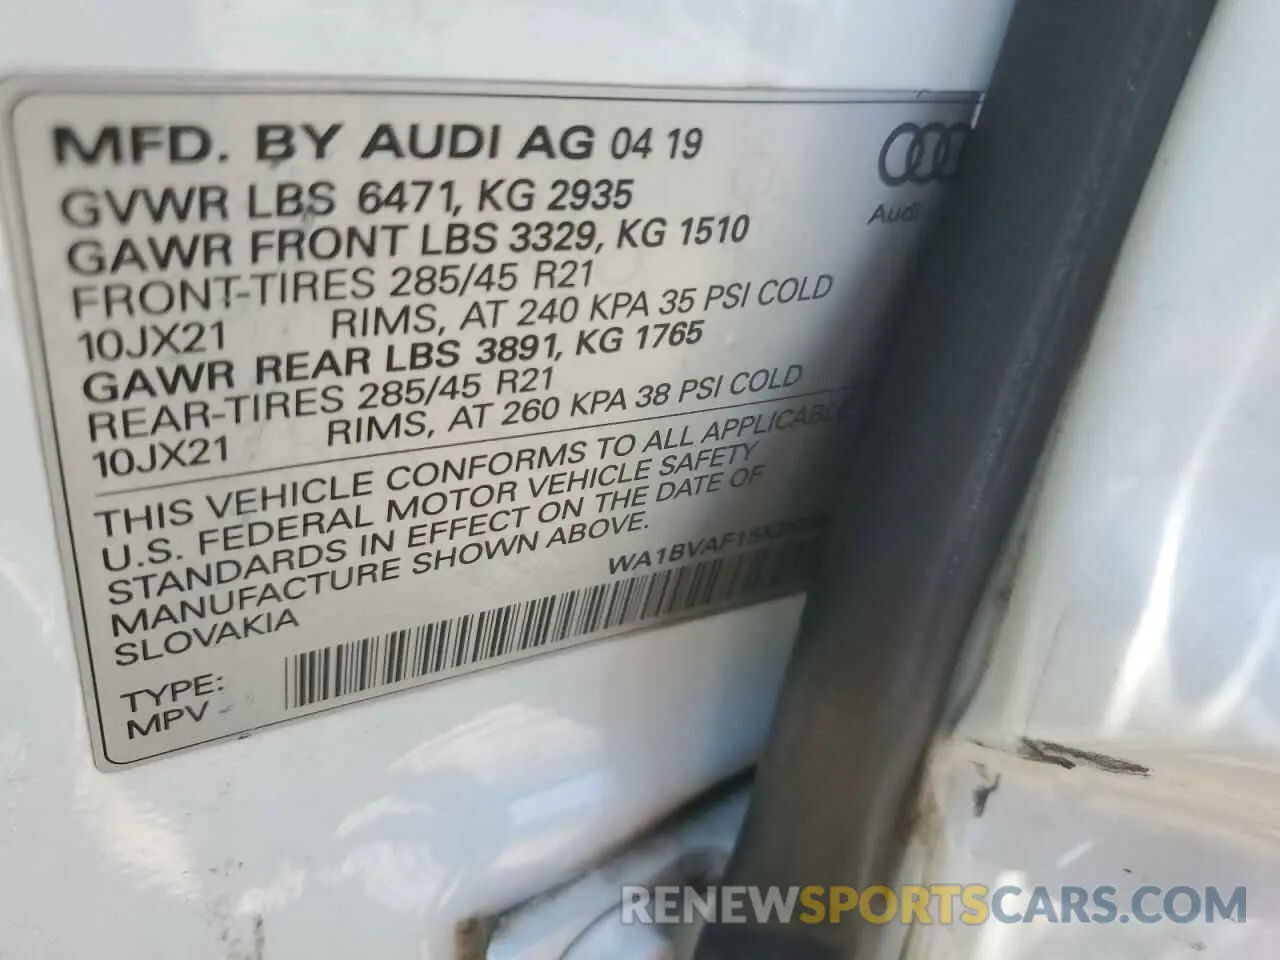 MFD. BY AUDI AG 04 19
GVWR LBS 6471, KG 2935
GAWR FRONT LBS 3329, KG 1510
FRONT-TIRES 285/45 R21
10JX21 RIMS, AT 240 KPA 35 PSI COLD
GAWR REAR LBS 3891, KG 1765
REAR-TIRES 285/45 R21
10JX21 RIMS, AT 260 KPA 38 PSI COLD
Audi
THIS VEHICLE CONFORMS TO ALL
U.S. FEDERAL MOTOR VEHICLE SAFETY
STANDARDS IN EFFECT ON THE DATE OF
MANUFACTURE SHOWN ABOVE.
SLOVAKIA
TYPE:
MPV
RENEWSPORTSCARS.COM